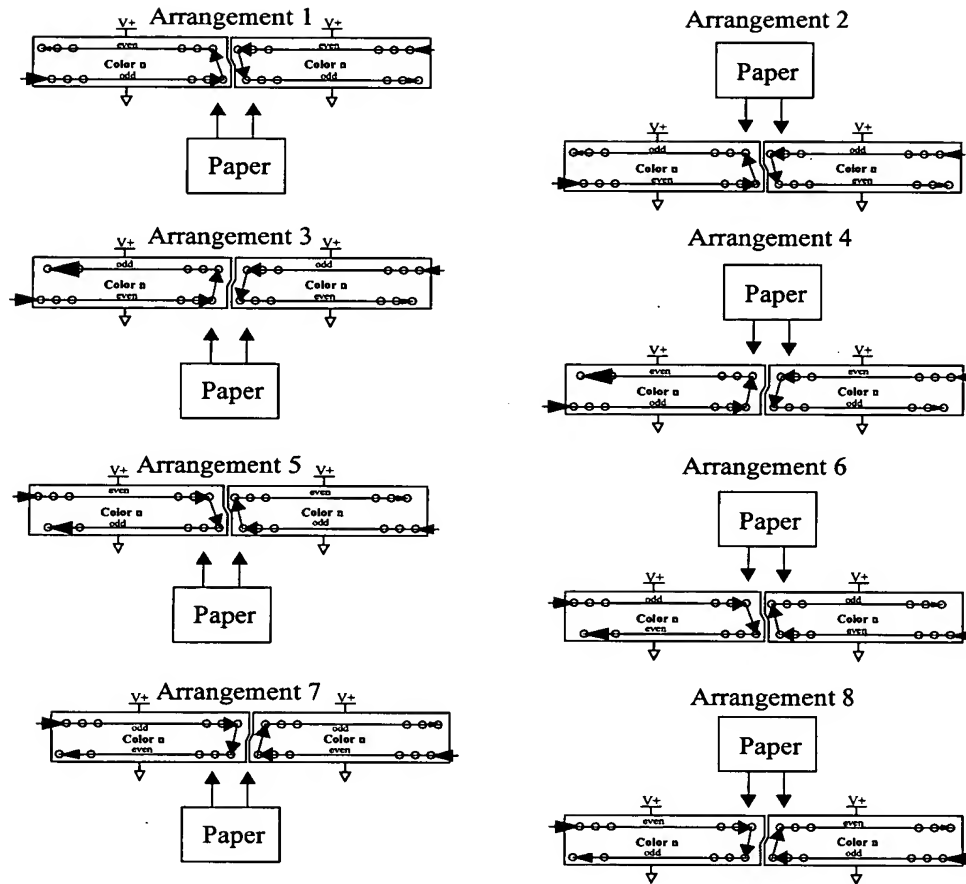 Arrangement 1
V+ V+
even even
Color n Color n
odd odd
Paper
Arrangement 2
Paper
V+ V+
odd odd
Color n Color n
even even
Arrangement 3
V+ V+
odd odd
Color n Color n
even even
Paper
Arrangement 4
Paper
V+ V+
even even
Color n Color n
odd odd
Arrangement 5
V+ V+
even even
Color n Color n
odd odd
Paper
Arrangement 6
Paper
V+ V+
odd odd
Color n Color n
even even
Arrangement 7
V+ V+
odd odd
Color n Color n
even even
Paper
Arrangement 8
Paper
V+ V+
even even
Color n Color n
odd odd